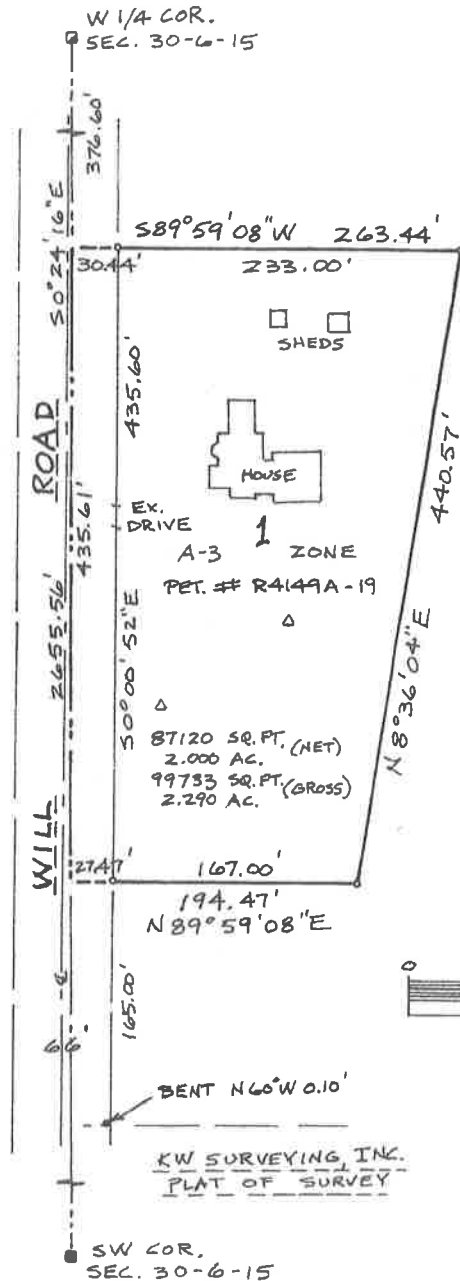 W 1/4 COR.
SEC. 30-6-15
376.60'
S0°24'16"E
S89°59'08"W 263.44'
30.44'
233.00'
SHEDS
435.60'
HOUSE
440.57'
ROAD
EX.
DRIVE
1
A-3 ZONE
435.61'
PET. # R4149A-19
2655.56'
S0°00'52"E
N8°36'04"E
87120 SQ.FT. (NET)
2.000 AC.
99733 SQ.FT. (GROSS)
2.290 AC.
WILL
27.47'
167.00'
194.47'
N89°59'08"E
0
165.00'
66'
BENT N60°W 0.10'
KW SURVEYING, INC.
PLAT OF SURVEY
SW COR.
SEC. 30-6-15